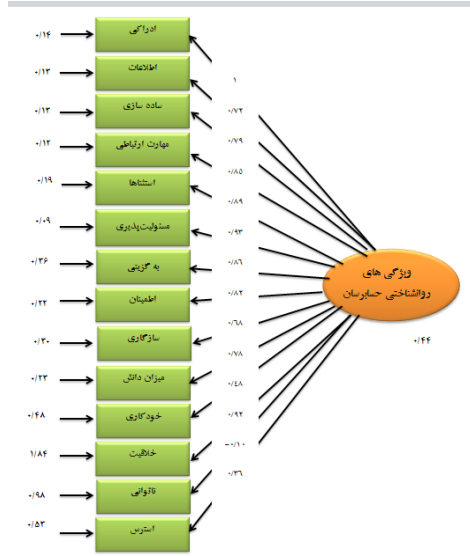 ۰/۱۴
ادراکی
۱
۰/۱۳
اطلاعات
۰/۷۲
۰/۱۳
ساده سازی
۰/۷۹
۰/۱۲
مهارت ارتباطی
۰/۸۵
۰/۱۹
استثناها
۰/۸۹
۰/۰۹
مسئولیت‌پذیری
۰/۹۳
۰/۳۶
به گزینی
۰/۸۶
ویژگی های
روانشناختی حسابرسان
۰/۴۴
۰/۲۲
اطمینان
۰/۸۲
۰/۳۰
سازگاری
۰/۶۸
۰/۲۳
میزان دانش
۰/۷۸
۰/۴۸
خودکاری
۰/۴۸
۱/۸۴
خلاقیت
۰/۹۲
۰/۹۸
ناتوانی
-۰/۱۰
۰/۵۳
استرس
۰/۳۶